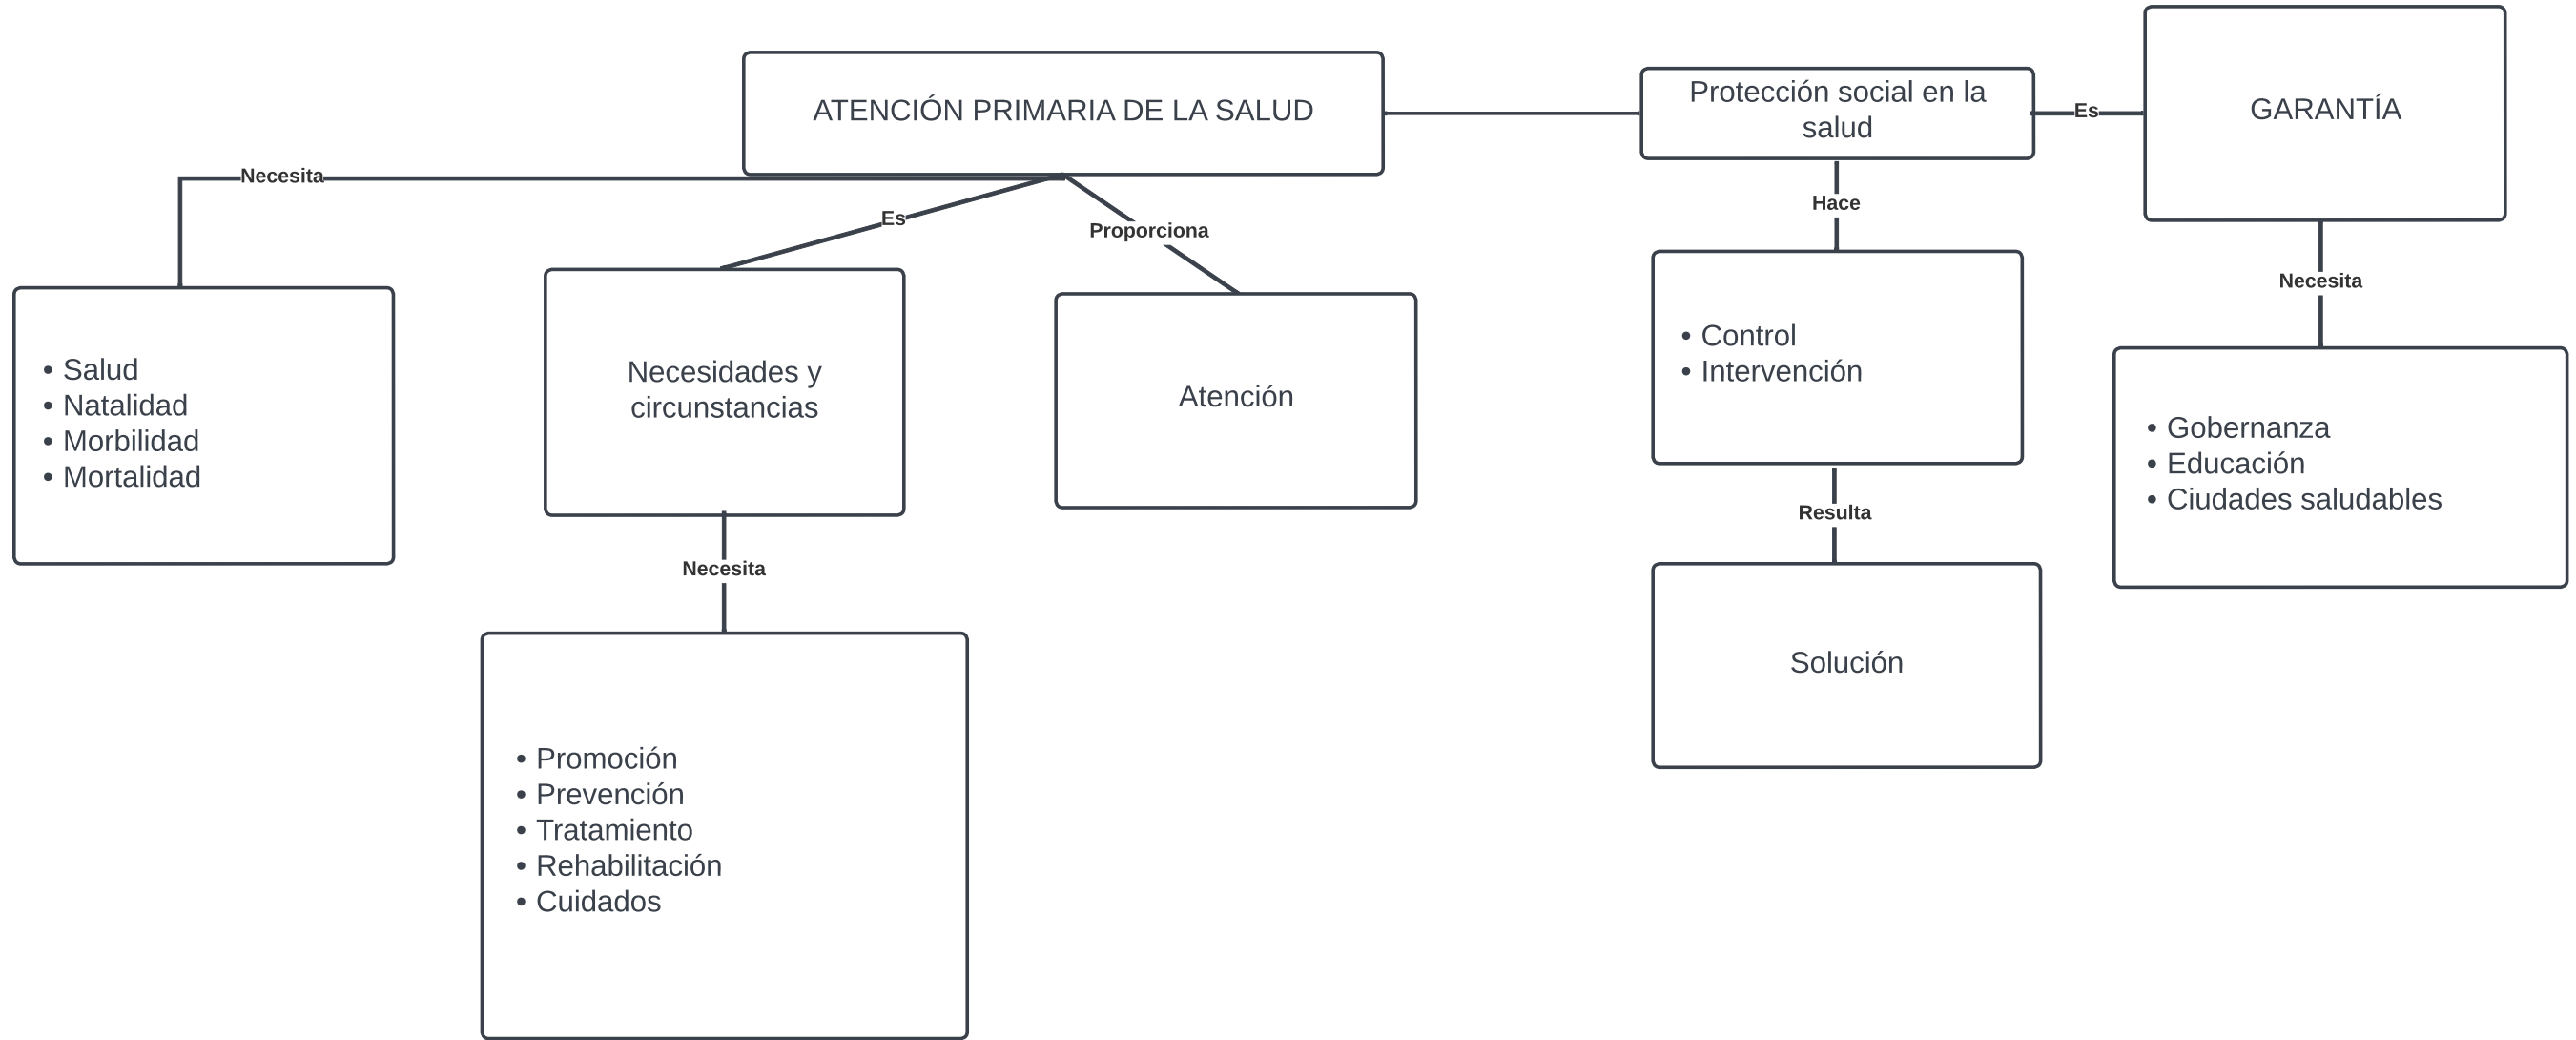 ATENCIÓN PRIMARIA DE LA SALUD
Protección social en la
salud
Es
GARANTÍA
Necesita
Es
Proporciona
Hace
Necesita
• Salud
• Natalidad
• Morbilidad
• Mortalidad
Necesidades y
circunstancias
Atención
• Control
• Intervención
• Gobernanza
• Educación
• Ciudades saludables
Necesita
Resulta
• Promoción
• Prevención
• Tratamiento
• Rehabilitación
• Cuidados
Solución